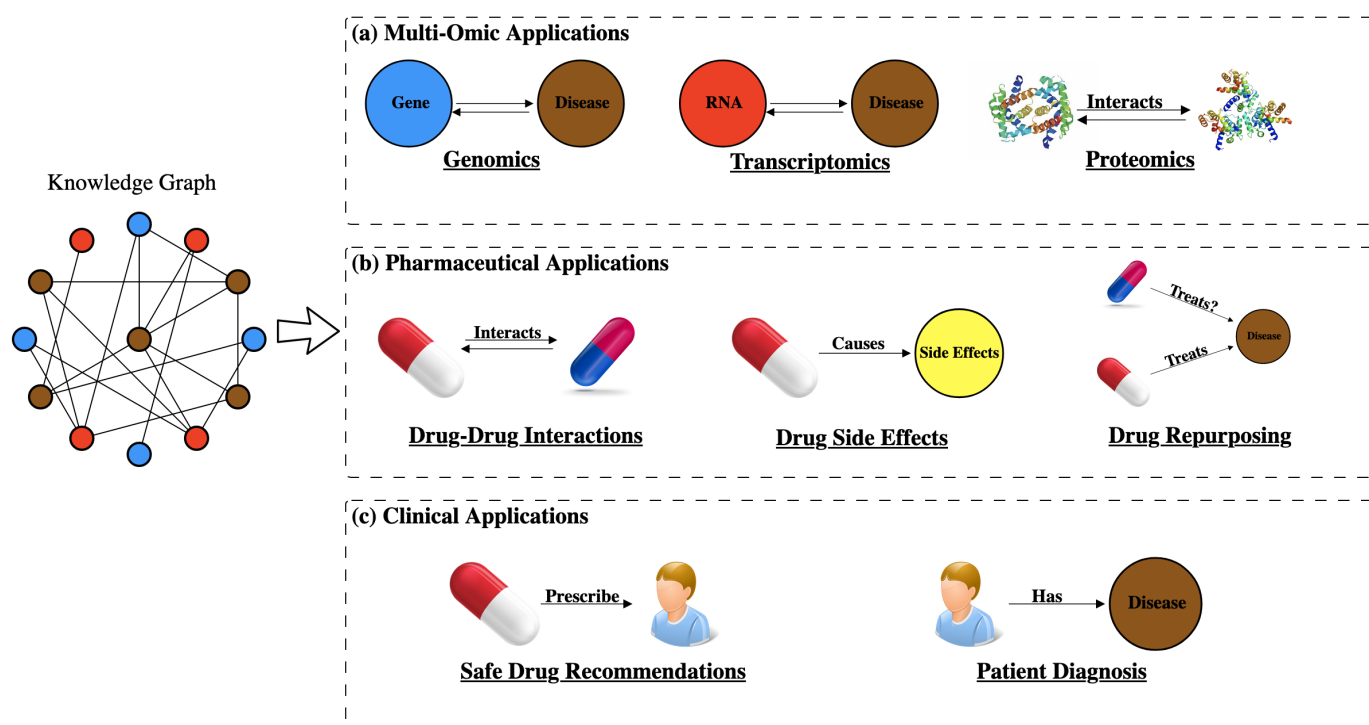 Knowledge Graph
(a) Multi-Omic Applications
Gene
Disease
Genomics
RNA
Disease
Transcriptomics
Interacts
Proteomics
(b) Pharmaceutical Applications
Interacts
Drug-Drug Interactions
Causes
Side Effects
Drug Side Effects
Treats?
Treats
Disease
Drug Repurposing
(c) Clinical Applications
Prescribe
Safe Drug Recommendations
Has
Disease
Patient Diagnosis